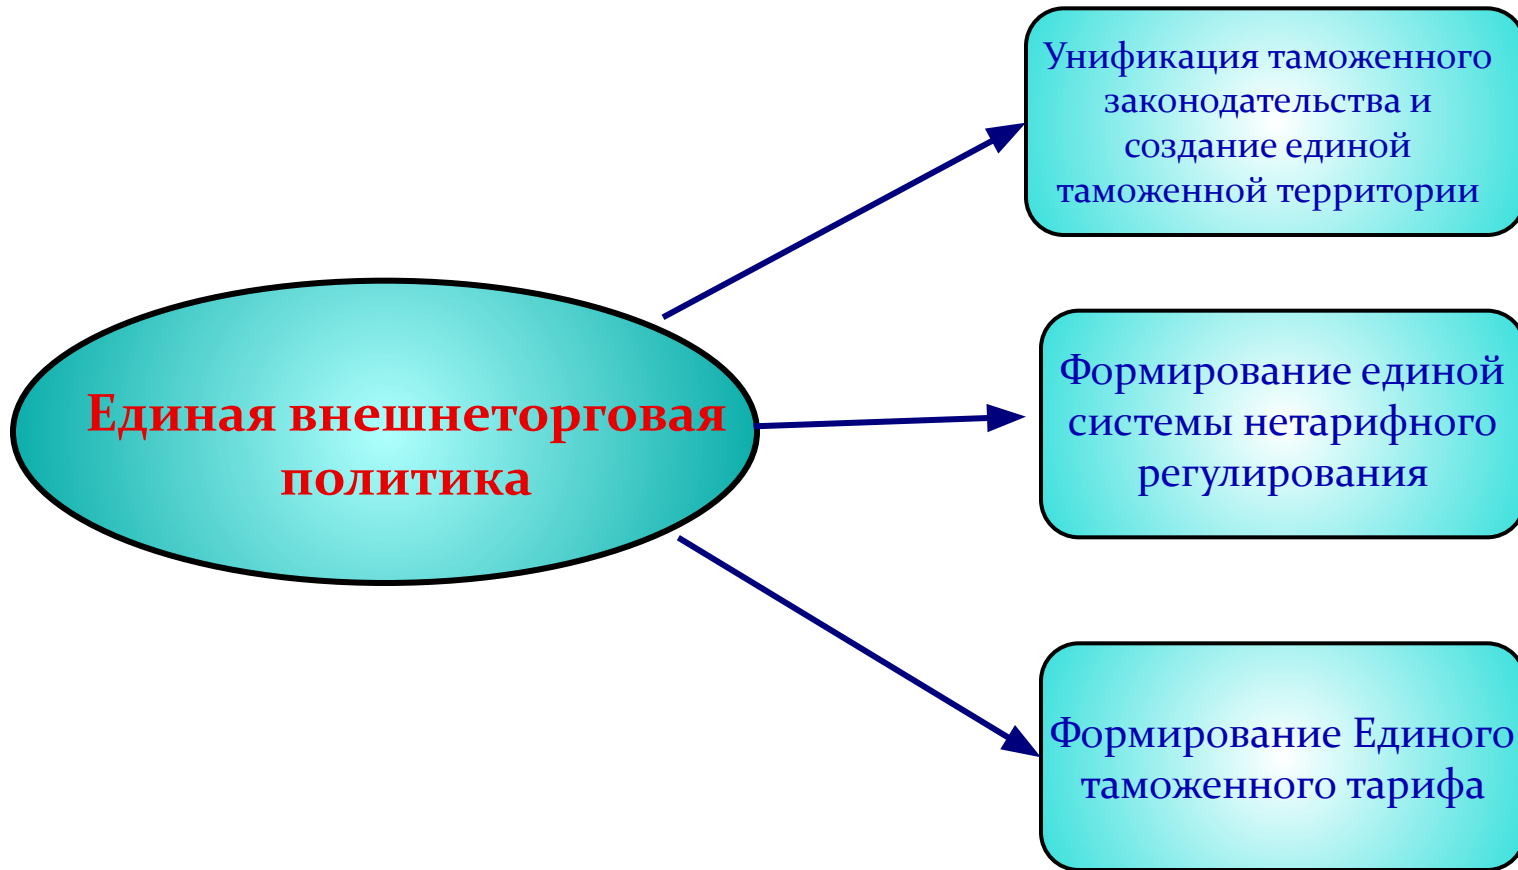 Унификация таможенного
законодательства и
создание единой
таможенной территории
Единая внешнеторговая
политика
Формирование единой
системы нетарифного
регулирования
Формирование Единого
таможенного тарифа